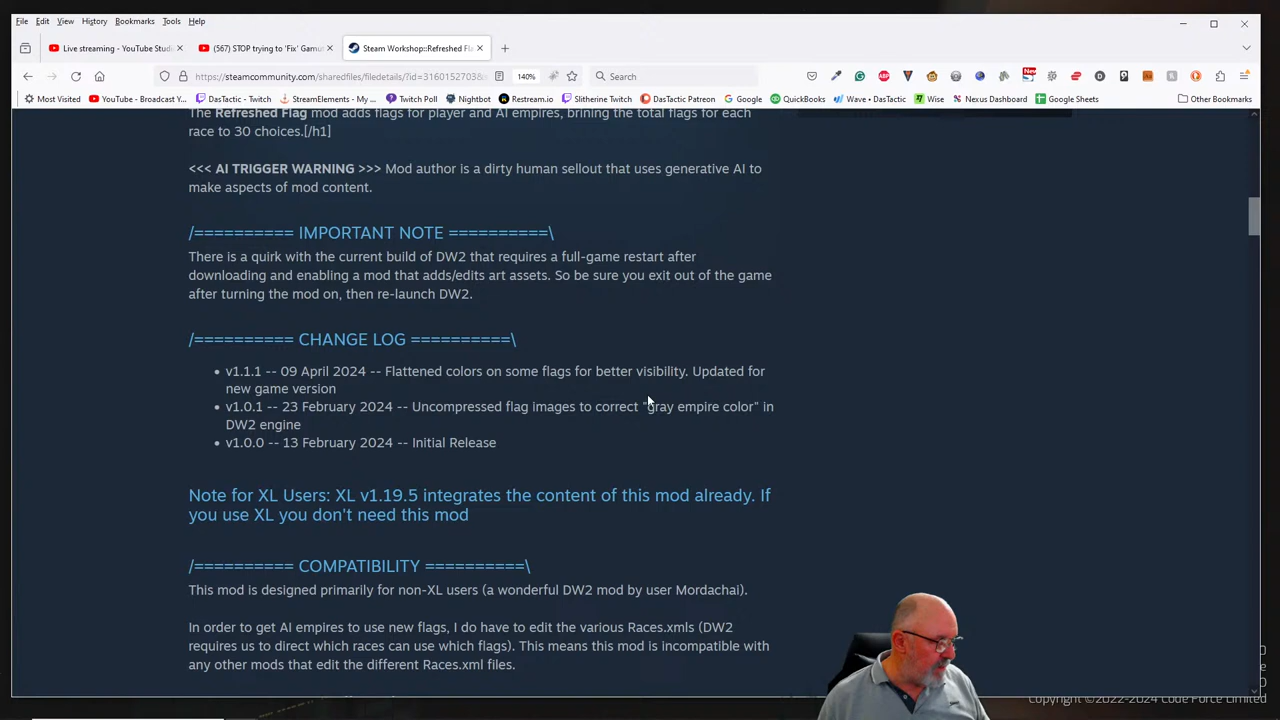 File Edit View History Bookmarks Tools Help
Live streaming - YouTube Studi
(567) STOP trying to 'Fix' Gamu
Steam Workshop::Refreshed Fl
https://steamcommunity.com/sharedfiles/filedetails/?id=3160152703&s 140% Search
New
Most Visited YouTube - Broadcast Y... DasTactic - Twitch StreamElements - My ... Twitch Poll Nightbot Restream.io Slitherine Twitch DasTactic Patreon Google QuickBooks Wave • DasTactic Wise Nexus Dashboard Google Sheets Other Bookmarks
The Refreshed Flag mod adds flags for player and AI empires, brining the total flags for each
race to 30 choices.[/h1]
<<< AI TRIGGER WARNING >>> Mod author is a dirty human sellout that uses generative AI to
make aspects of mod content.
/========== IMPORTANT NOTE ==========\
There is a quirk with the current build of DW2 that requires a full-game restart after
downloading and enabling a mod that adds/edits art assets. So be sure you exit out of the game
after turning the mod on, then re-launch DW2.
/========== CHANGE LOG ==========\
• v1.1.1 -- 09 April 2024 -- Flattened colors on some flags for better visibility. Updated for
new game version
• v1.0.1 -- 23 February 2024 -- Uncompressed flag images to correct "gray empire color" in
DW2 engine
• v1.0.0 -- 13 February 2024 -- Initial Release
Note for XL Users: XL v1.19.5 integrates the content of this mod already. If
you use XL you don't need this mod
/========== COMPATIBILITY ==========\
This mod is designed primarily for non-XL users (a wonderful DW2 mod by user Mordachai).
In order to get AI empires to use new flags, I do have to edit the various Races.xmls (DW2
requires us to direct which races can use which flags). This means this mod is incompatible with
any other mods that edit the different Races.xml files.
Copyright ©2022-2024 Code Force Limited